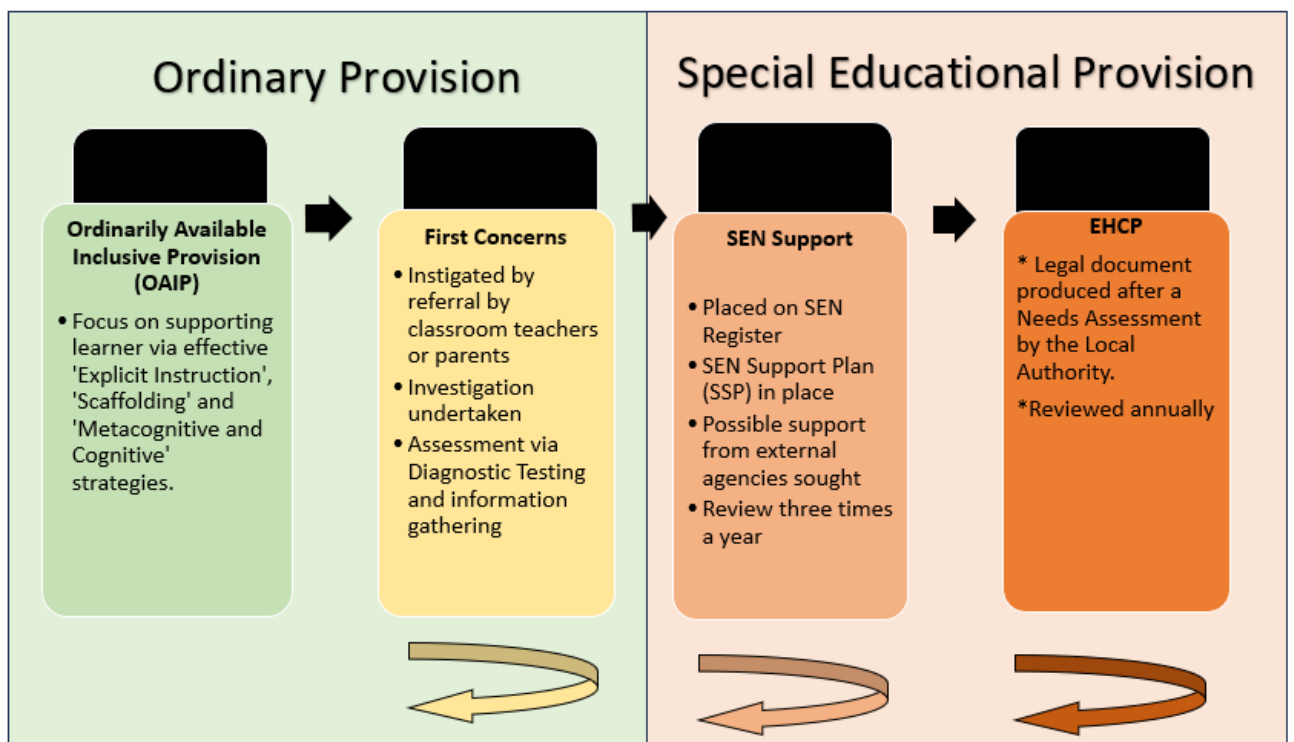 Ordinary Provision
Special Educational Provision
Ordinarily Available
Inclusive Provision
(OAIP)
• Focus on supporting
learner via effective
'Explicit Instruction',
'Scaffolding' and
'Metacognitive and
Cognitive'
strategies.
First Concerns
• Instigated by
referral by
classroom teachers
or parents
• Investigation
undertaken
• Assessment via
Diagnostic Testing
and information
gathering
SEN Support
• Placed on SEN
Register
• SEN Support Plan
(SSP) in place
• Possible support
from external
agencies sought
• Review three times
a year
EHCP
* Legal document
produced after a
Needs Assessment
by the Local
Authority.
*Reviewed annually